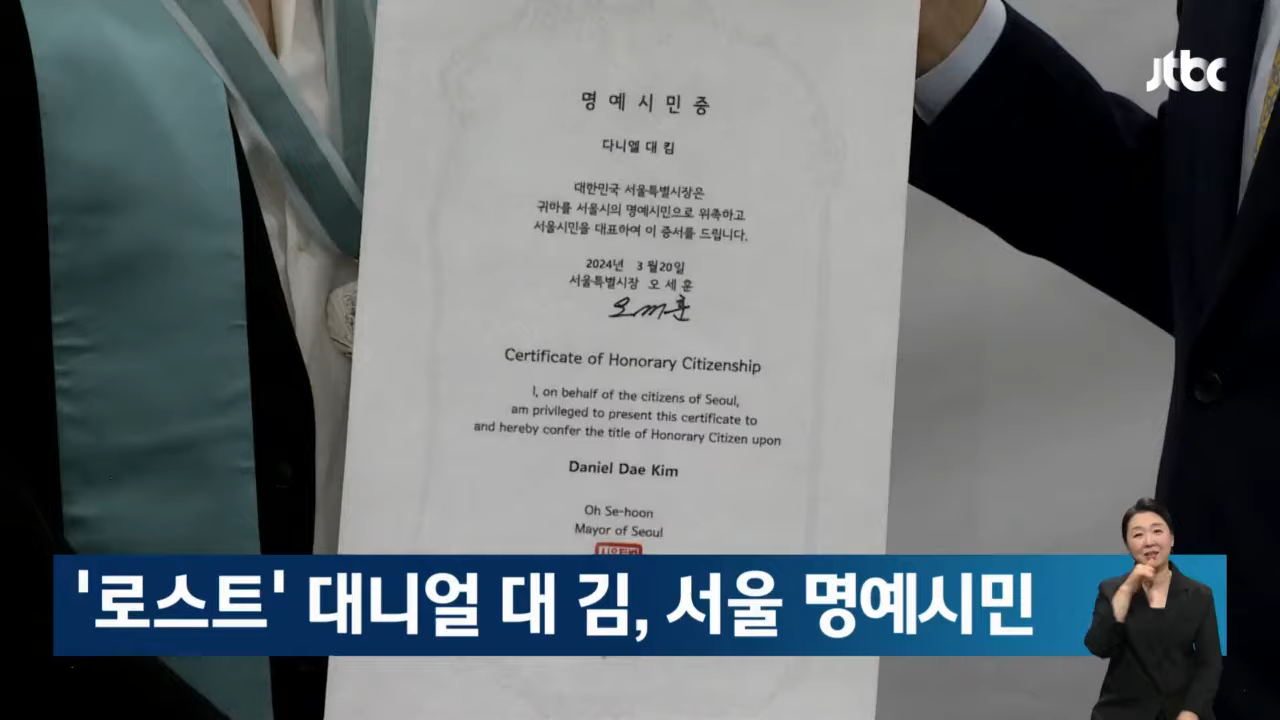 jtbc
명예시민증
다니엘 대 킴
대한민국 서울특별시장은
귀하를 서울시의 명예시민으로 위촉하고
서울시민을 대표하여 이 증서를 드립니다.
2024년 3월20일
서울특별시장 오세훈
오세훈
Certificate of Honorary Citizenship
I, on behalf of the citizens of Seoul,
am privileged to present this certificate to
and hereby confer the title of Honorary Citizen upon
Daniel Dae Kim
Oh Se-hoon
Mayor of Seoul
'로스트' 대니얼 대 김, 서울 명예시민